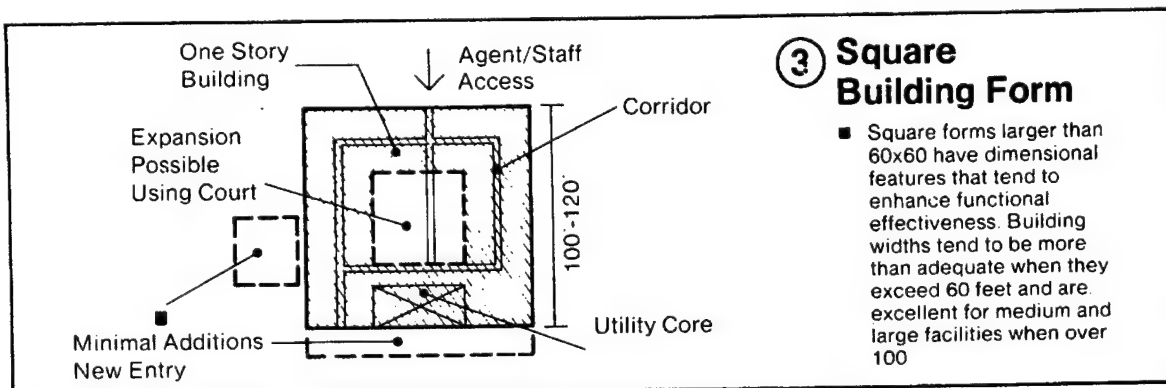 One Story
Building
Agent/Staff
Access
Corridor
Expansion
Possible
Using Court
100'-120'
Utility Core
Minimal Additions
New Entry
3 Square
Building Form
■ Square forms larger than
60x60 have dimensional
features that tend to
enhance functional
effectiveness. Building
widths tend to be more
than adequate when they
exceed 60 feet and are.
excellent for medium and
large facilities when over
100